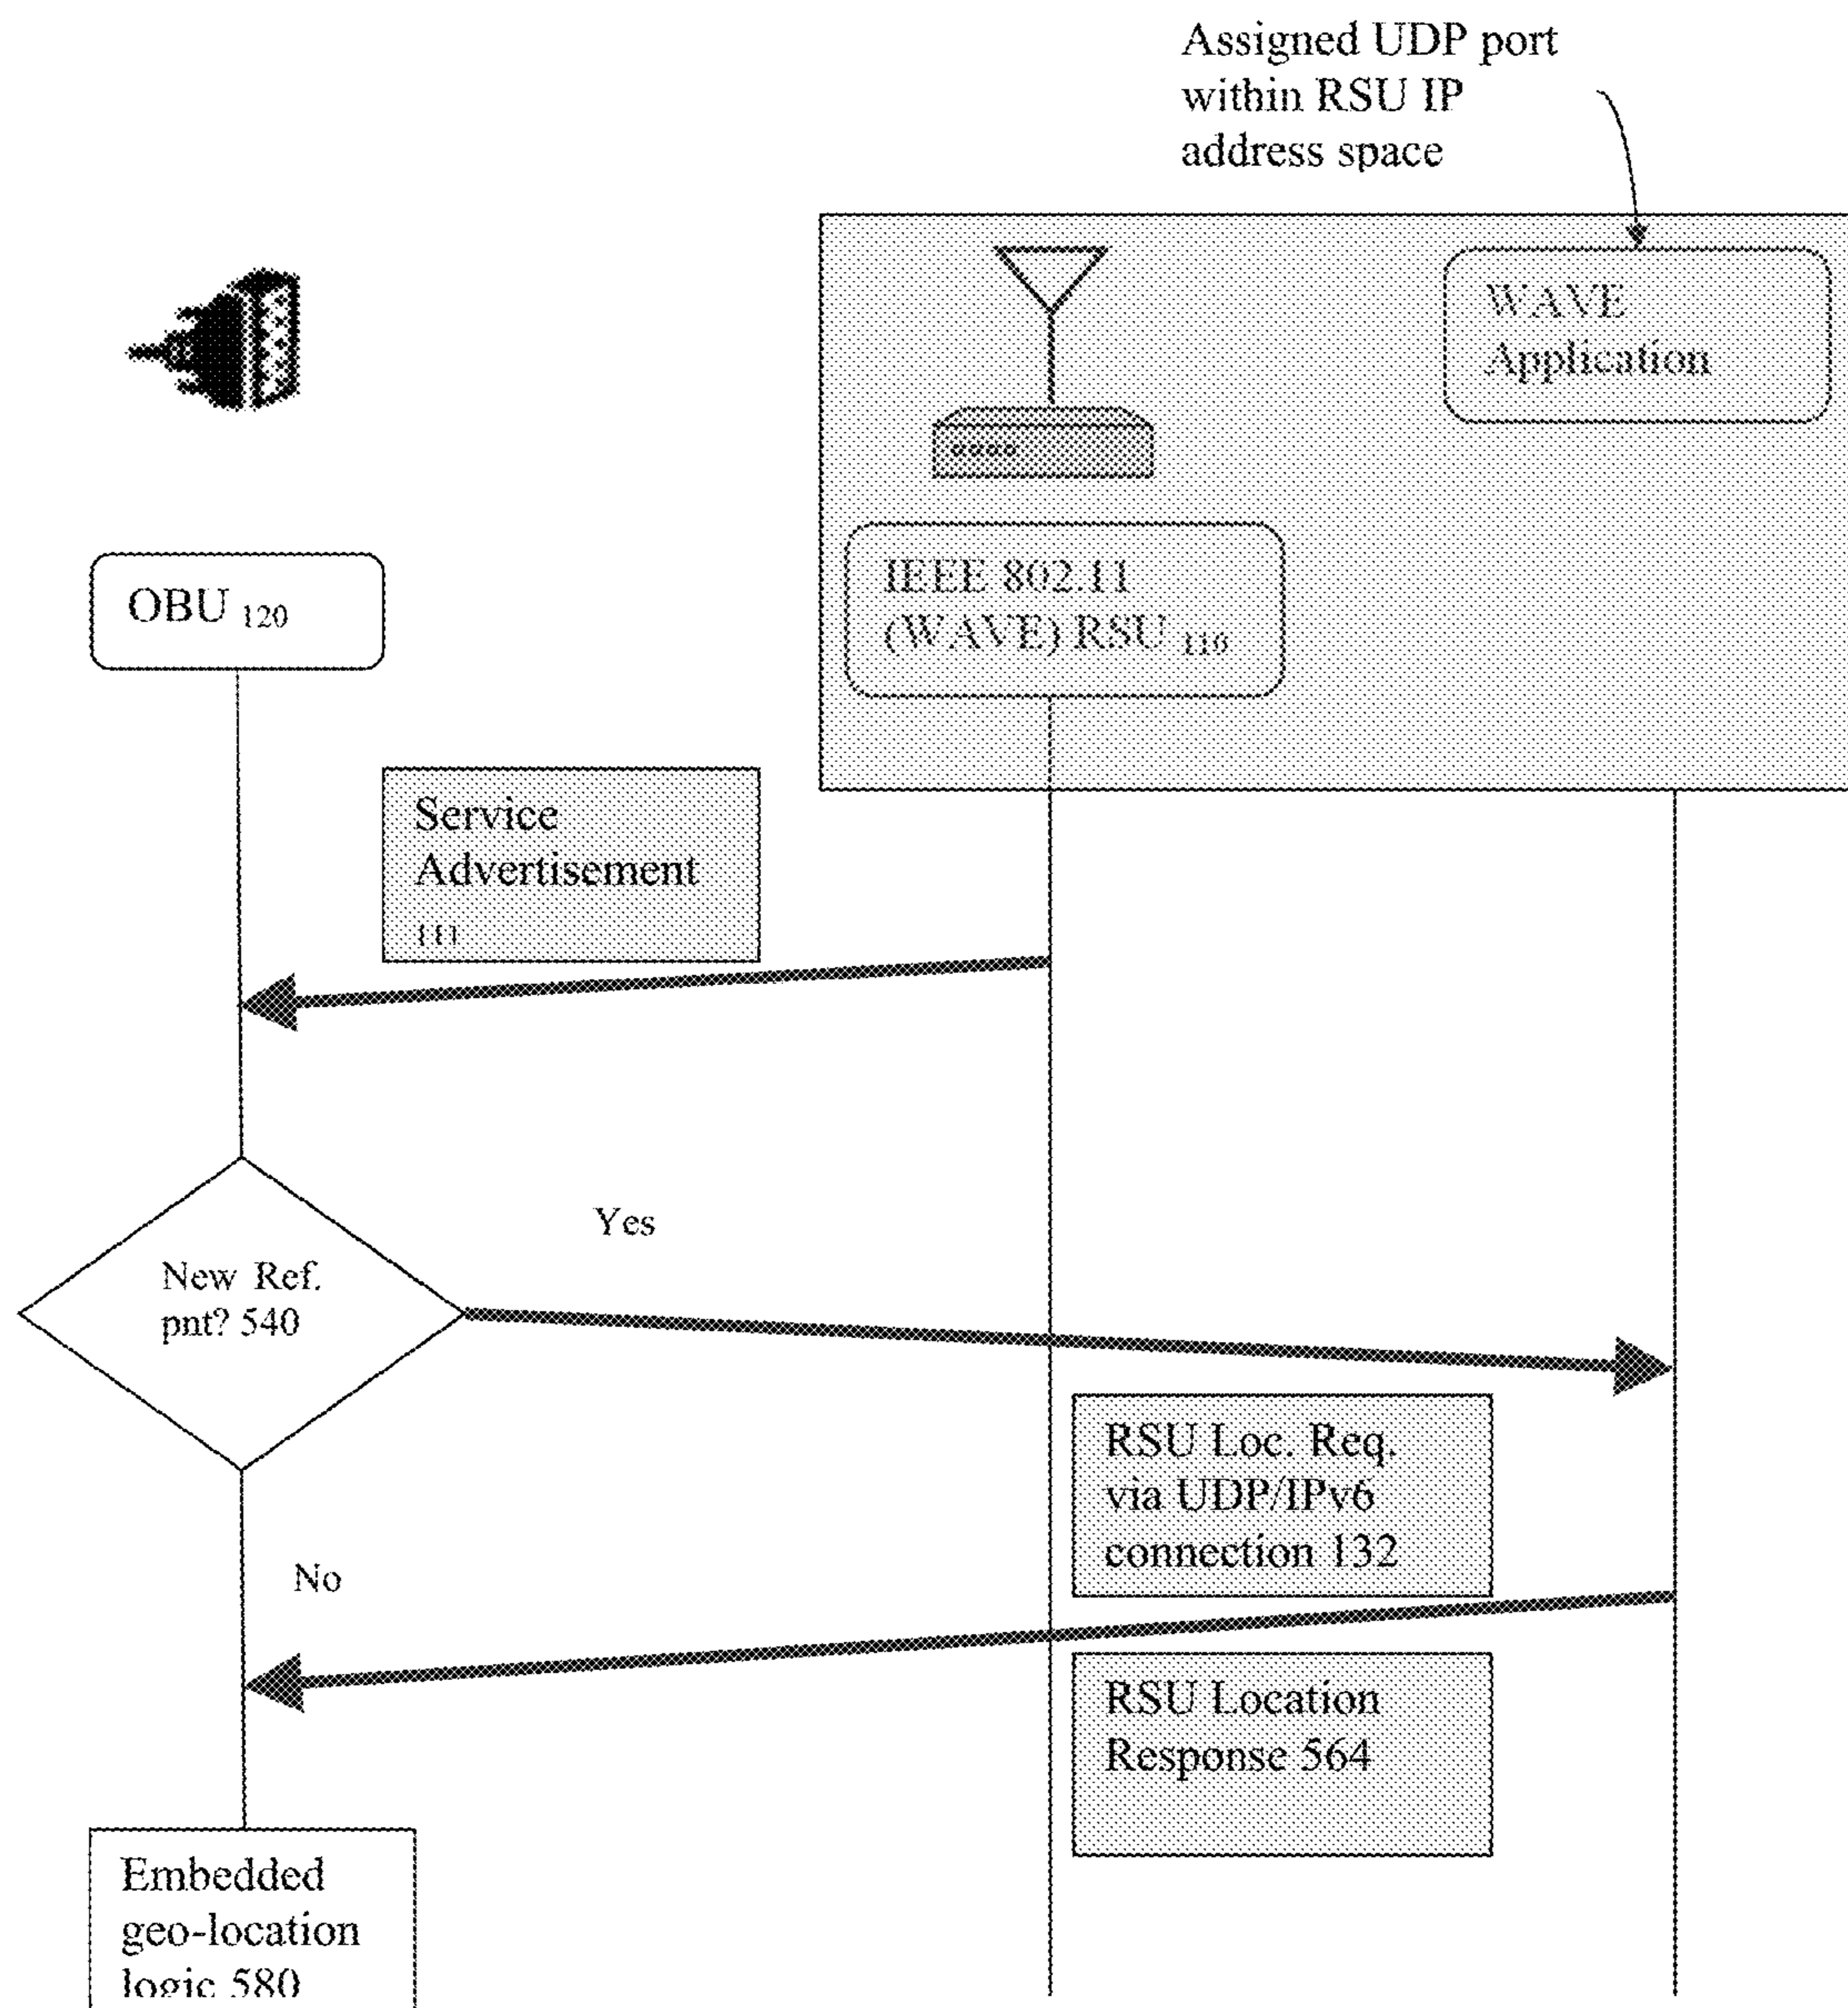 Assigned UDP port
within RSU IP
address space
WAVE
Application
IEEE 802.11
(WAVE) RSU 110
OBU 120
Service
Advertisement
111
Yes
New Ref.
pnt? 540
RSU Loc. Req.
via UDP/IPv6
connection 132
No
RSU Location
Response 564
Embedded
geo-location
logic 580